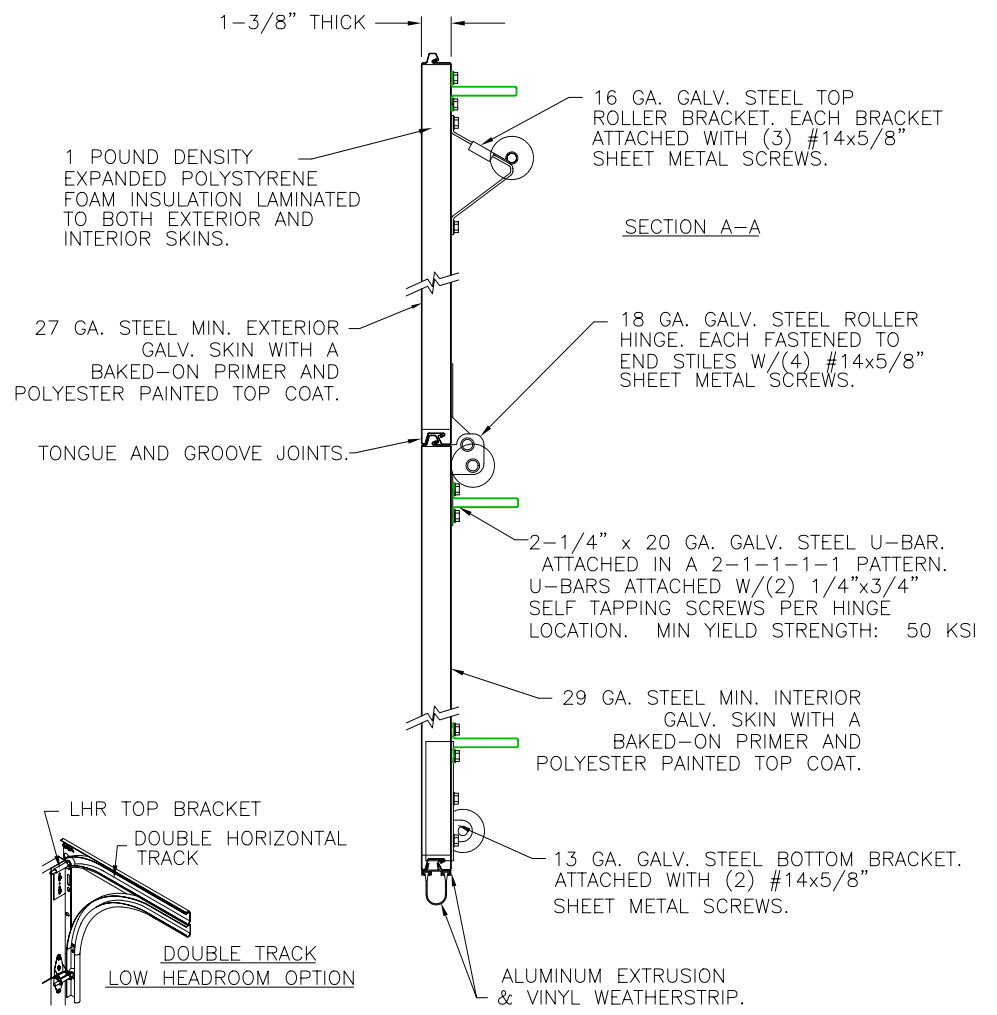 1-3/8" THICK
16 GA. GALV. STEEL TOP
ROLLER BRACKET. EACH BRACKET
ATTACHED WITH (3) #14x5/8"
SHEET METAL SCREWS.
1 POUND DENSITY
EXPANDED POLYSTYRENE
FOAM INSULATION LAMINATED
TO BOTH EXTERIOR AND
INTERIOR SKINS.
SECTION A-A
27 GA. STEEL MIN. EXTERIOR
GALV. SKIN WITH A
BAKED-ON PRIMER AND
POLYESTER PAINTED TOP COAT.
18 GA. GALV. STEEL ROLLER
HINGE. EACH FASTENED TO
END STILES W/(4) #14x5/8"
SHEET METAL SCREWS.
TONGUE AND GROOVE JOINTS.
2-1/4" x 20 GA. GALV. STEEL U-BAR.
ATTACHED IN A 2-1-1-1-1 PATTERN.
U-BARS ATTACHED W/(2) 1/4"x3/4"
SELF TAPPING SCREWS PER HINGE
LOCATION. MIN YIELD STRENGTH: 50 KSI
29 GA. STEEL MIN. INTERIOR
GALV. SKIN WITH A
BAKED-ON PRIMER AND
POLYESTER PAINTED TOP COAT.
LHR TOP BRACKET
DOUBLE HORIZONTAL
TRACK
13 GA. GALV. STEEL BOTTOM BRACKET.
ATTACHED WITH (2) #14x5/8"
SHEET METAL SCREWS.
DOUBLE TRACK
LOW HEADROOM OPTION
ALUMINUM EXTRUSION
& VINYL WEATHERSTRIP.